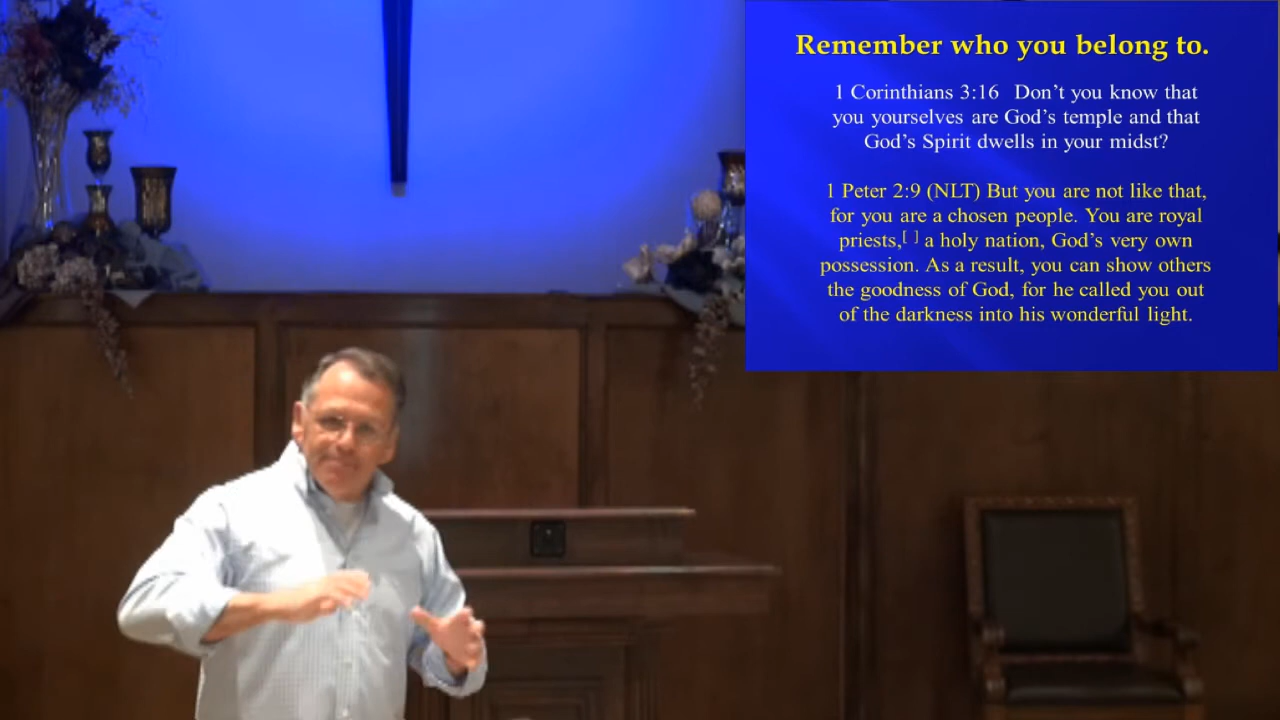 Remember who you belong to.
1 Corinthians 3:16 Don't you know that
you yourselves are God's temple and that
God's Spirit dwells in your midst?
1 Peter 2:9 (NLT) But you are not like that,
for you are a chosen people. You are royal
priests,[ ] a holy nation, God's very own
possession. As a result, you can show others
the goodness of God, for he called you out
of the darkness into his wonderful light.